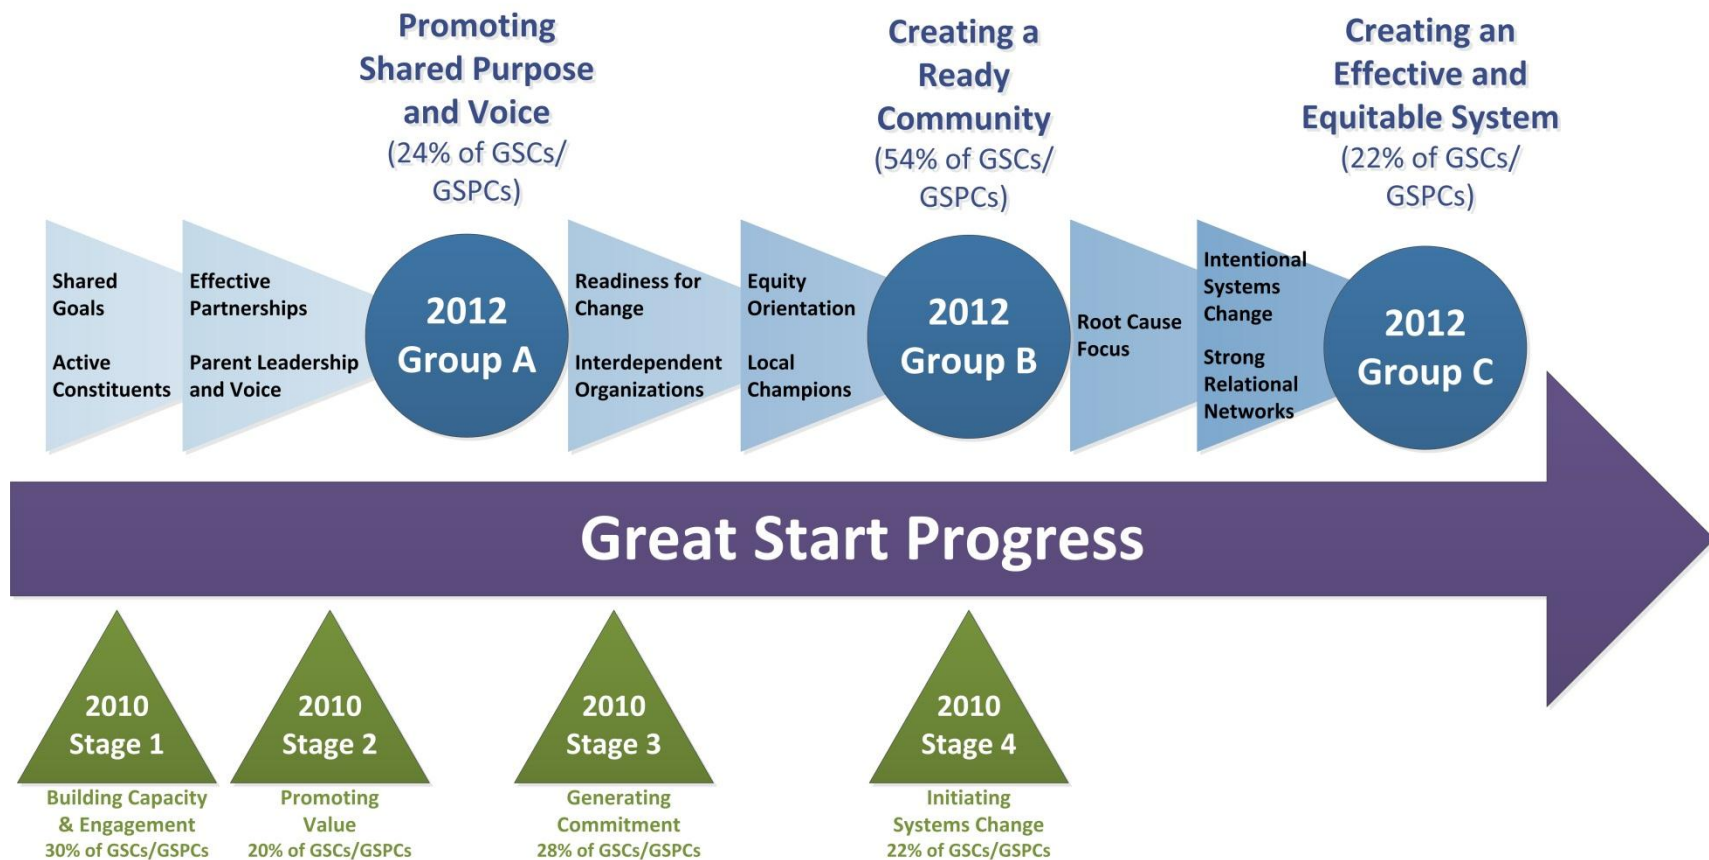 Promoting
Shared Purpose
and Voice
(24% of GSCs/
GSPCs)
Creating a
Ready
Community
(54% of GSCs/
GSPCs)
Creating an
Effective and
Equitable System
(22% of GSCs/
GSPCs)
Shared
Goals
Active
Constituents
Effective
Partnerships
Parent Leadership
and Voice
2012
Group A
Readiness for
Change
Interdependent
Organizations
Equity
Orientation
Local
Champions
2012
Group B
Root Cause
Focus
Intentional
Systems
Change
Strong
Relational
Networks
2012
Group C
Great Start Progress
2010
Stage 1
Building Capacity
& Engagement
30% of GSCs/GSPCs
2010
Stage 2
Promoting
Value
20% of GSCs/GSPCs
2010
Stage 3
Generating
Commitment
28% of GSCs/GSPCs
2010
Stage 4
Initiating
Systems Change
22% of GSCs/GSPCs